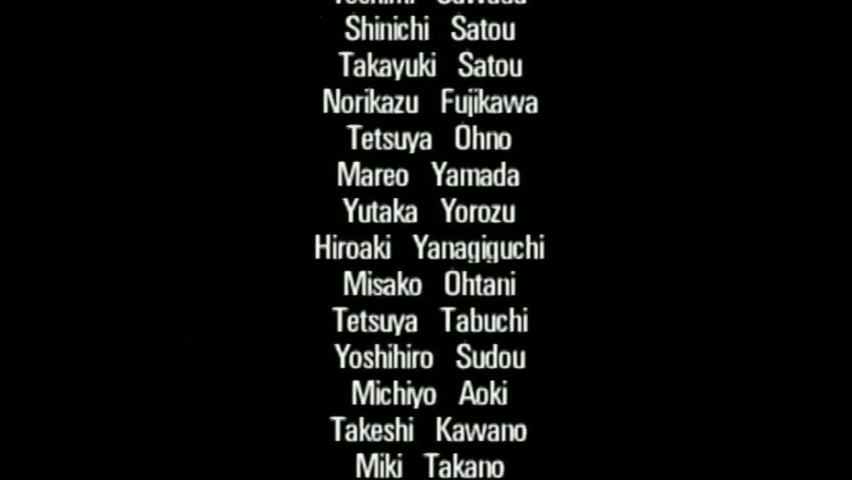 Shinichi Satou
Takayuki Satou
Norikazu Fujikawa
Tetsuya Ohno
Mareo Yamada
Yutaka Yorozu
Hiroaki Yanagiguchi
Misako Ohtani
Tetsuya Tabuchi
Yoshihiro Sudou
Michiyo Aoki
Takeshi Kawano
Miki Takano